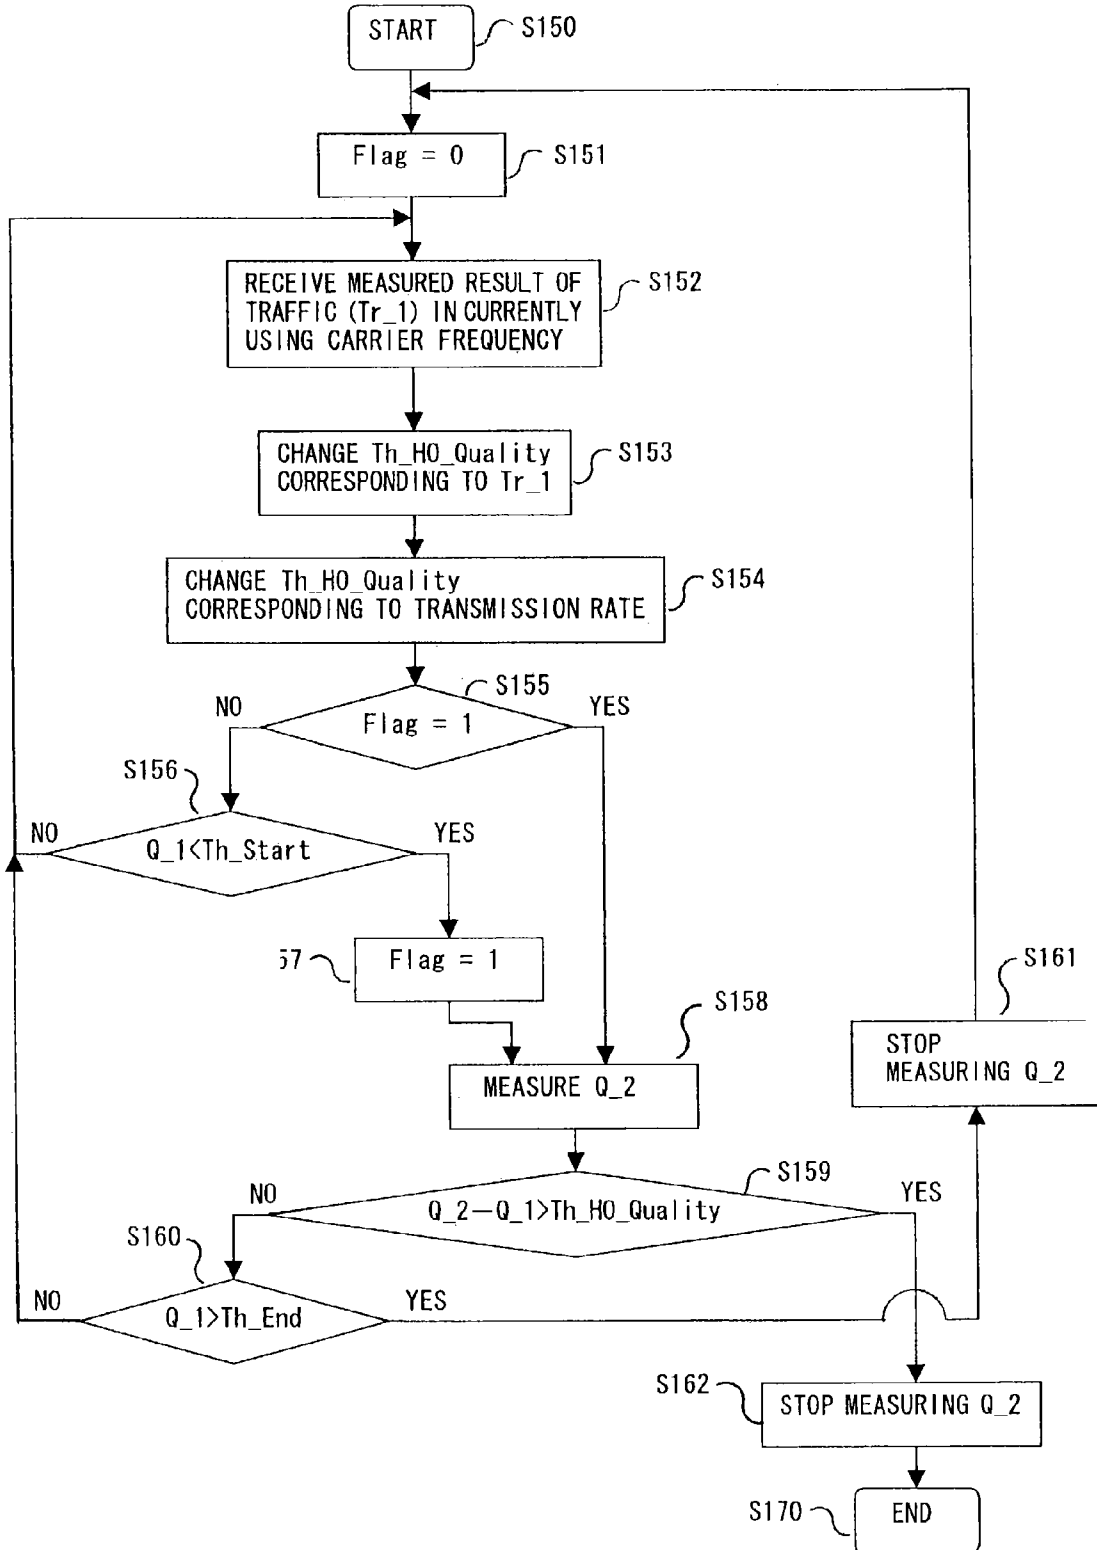 START
S150
Flag = 0
S151
RECEIVE MEASURED RESULT OF
TRAFFIC (Tr_1) IN CURRENTLY
USING CARRIER FREQUENCY
S152
CHANGE Th_HO_Quality
CORRESPONDING TO Tr_1
S153
CHANGE Th_HO_Quality
CORRESPONDING TO TRANSMISSION RATE
S154
S155
NO
Flag = 1
YES
S156
NO
Q_1<Th_Start
YES
57
Flag = 1
S161
STOP
MEASURING Q_2
S158
MEASURE Q_2
S159
NO
Q_2-Q_1>Th_HO_Quality
YES
S160
NO
Q_1>Th_End
YES
S162
STOP MEASURING Q_2
S170
END